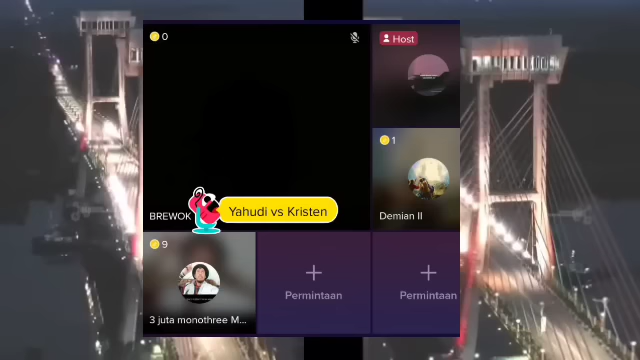 0
Host
1
BREWOK
Yahudi vs Kristen
Demian II
9
3 juta monothree M...
Permintaan
Permintaan